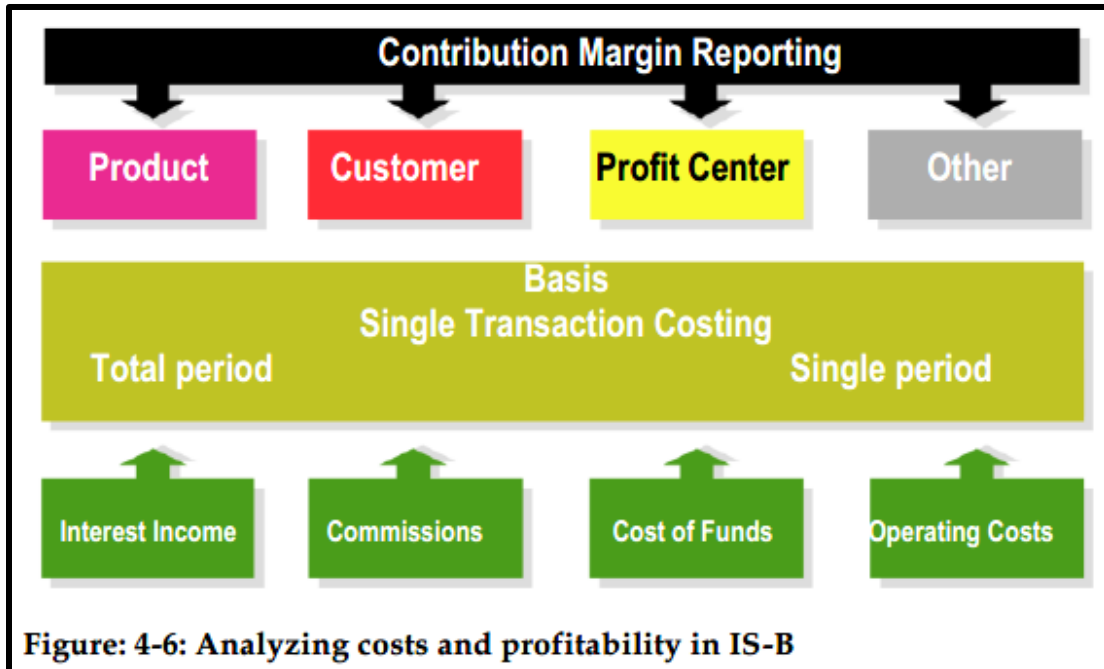 Contribution Margin Reporting
Product
Customer
Profit Center
Other
Basis
Single Transaction Costing
Total period
Single period
Interest Income
Commissions
Cost of Funds
Operating Costs
Figure: 4-6: Analyzing costs and profitability in IS-B